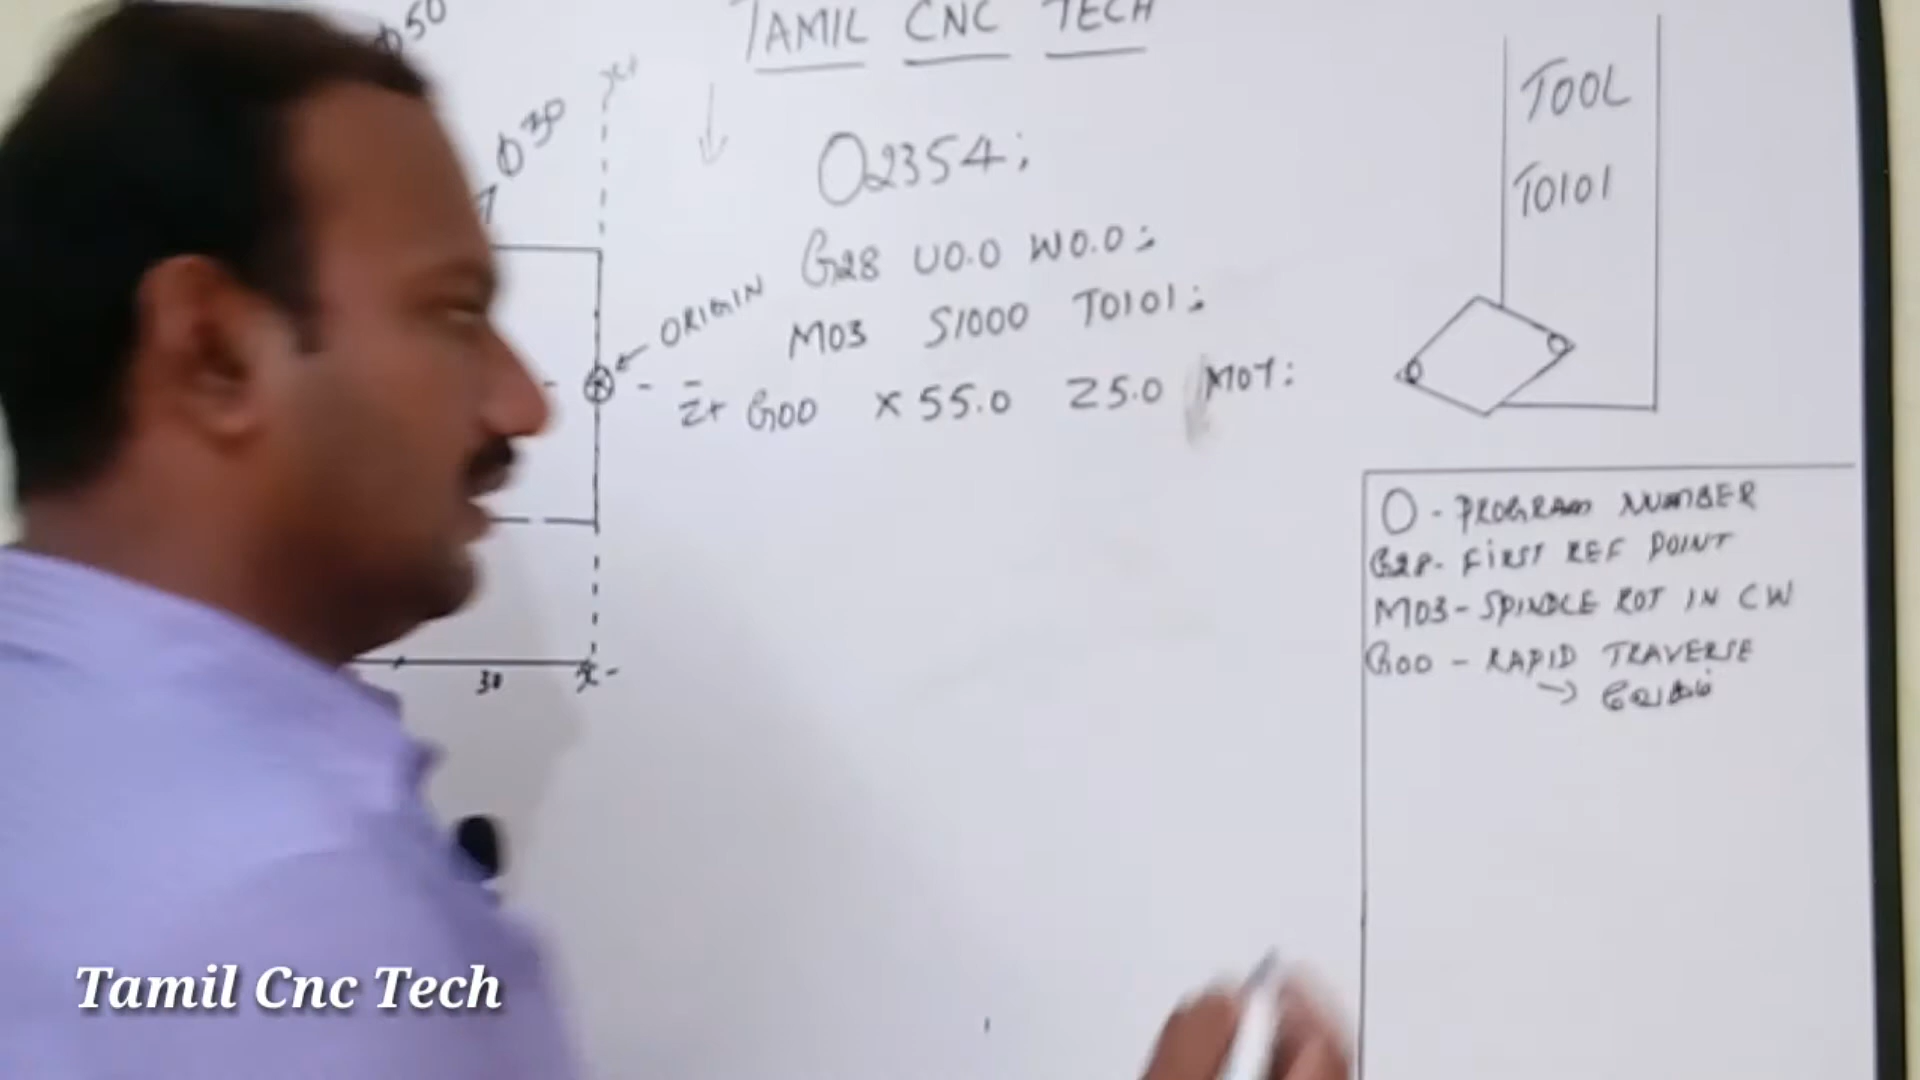 TAMIL CNC TECH
Φ50
Φ30
X+
O2354;
G28 U0.0 W0.0;
ORIGIN
M03 S1000 T0101;
Z+ G00 X55.0 Z5.0 M07;
30
X-
TOOL
T0101
O - PROGRAM NUMBER
G28 - FIRST REF POINT
M03 - SPINDLE ROT IN CW
G00 - RAPID TRAVERSE
→ வேகம்
Tamil Cnc Tech